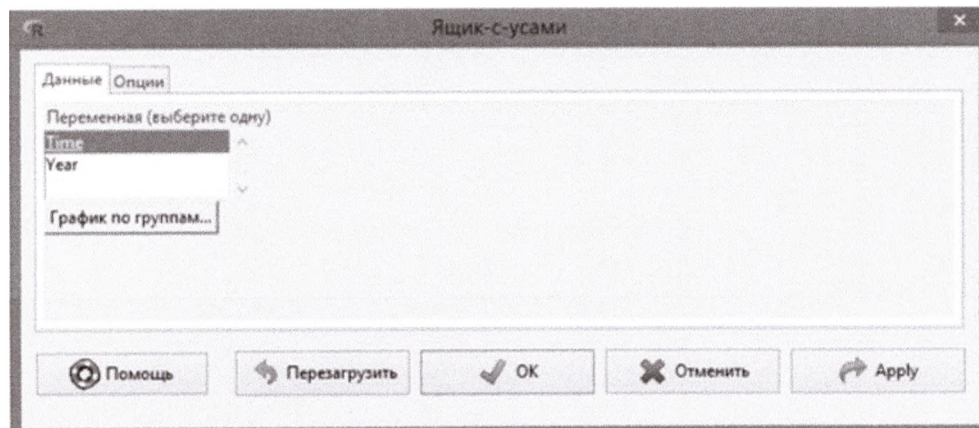 R
Ящик-с-усами
×
Данные Опции
Переменная (выберите одну)
Time
Year
График по группам...
Помощь Перезагрузить OK Отменить Apply